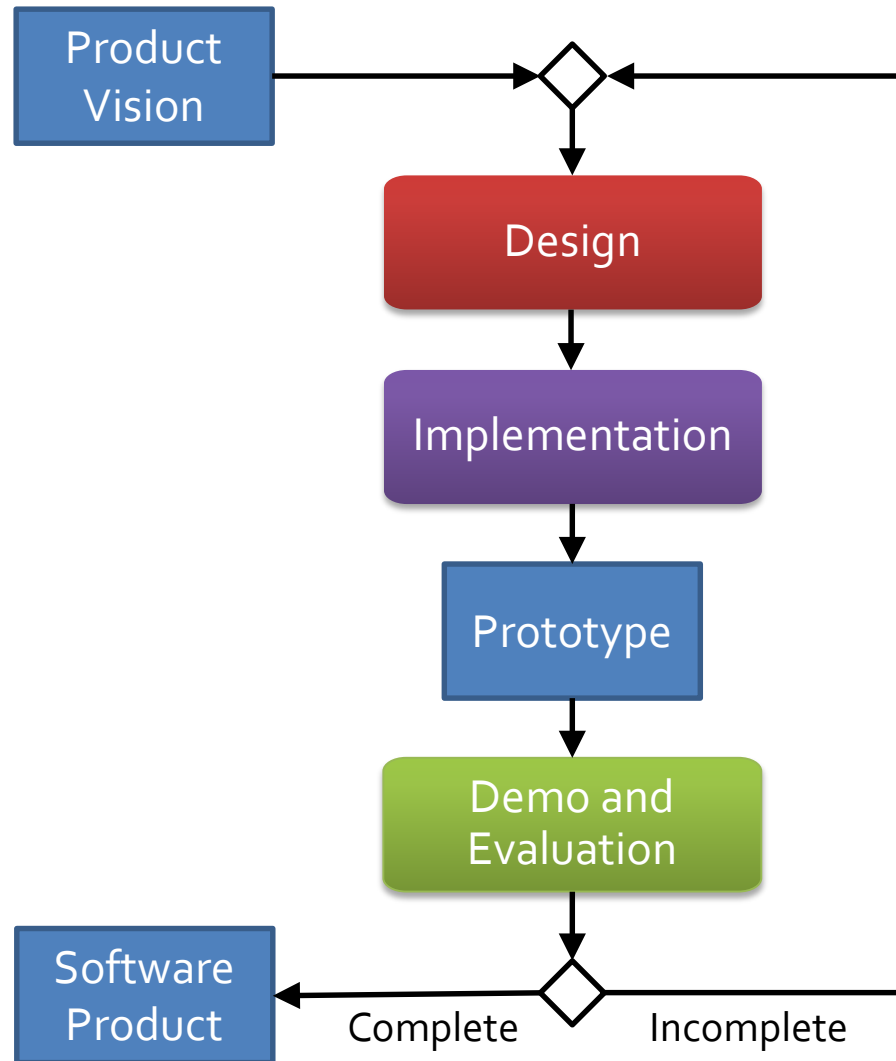 Product
Vision
Design
Implementation
Prototype
Demo and
Evaluation
Software
Product
Complete
Incomplete